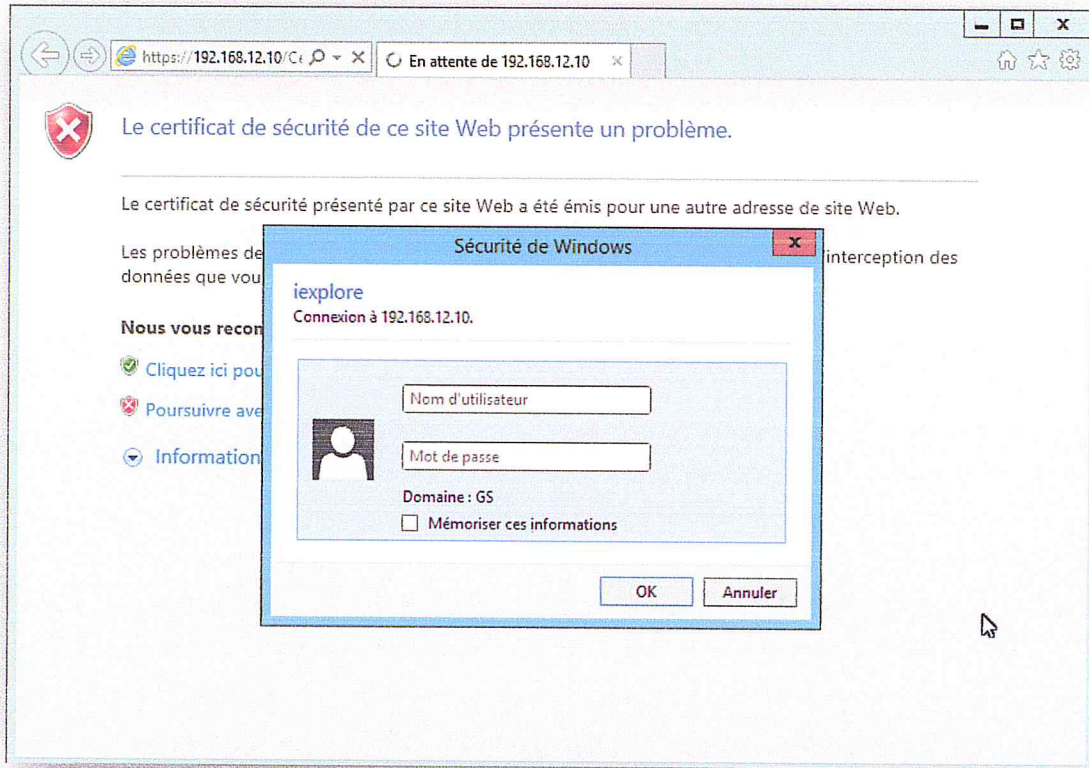 https://192.168.12.10/Ce
En attente de 192.168.12.10
Le certificat de sécurité de ce site Web présente un problème.
Le certificat de sécurité présenté par ce site Web a été émis pour une autre adresse de site Web.
Les problèmes de
interception des
données que vou
Sécurité de Windows
iexplore
Connexion à 192.168.12.10.
Nous vous recon
Cliquez ici pou
Poursuivre ave
Information
Nom d'utilisateur
Mot de passe
Domaine : GS
Mémoriser ces informations
OK
Annuler